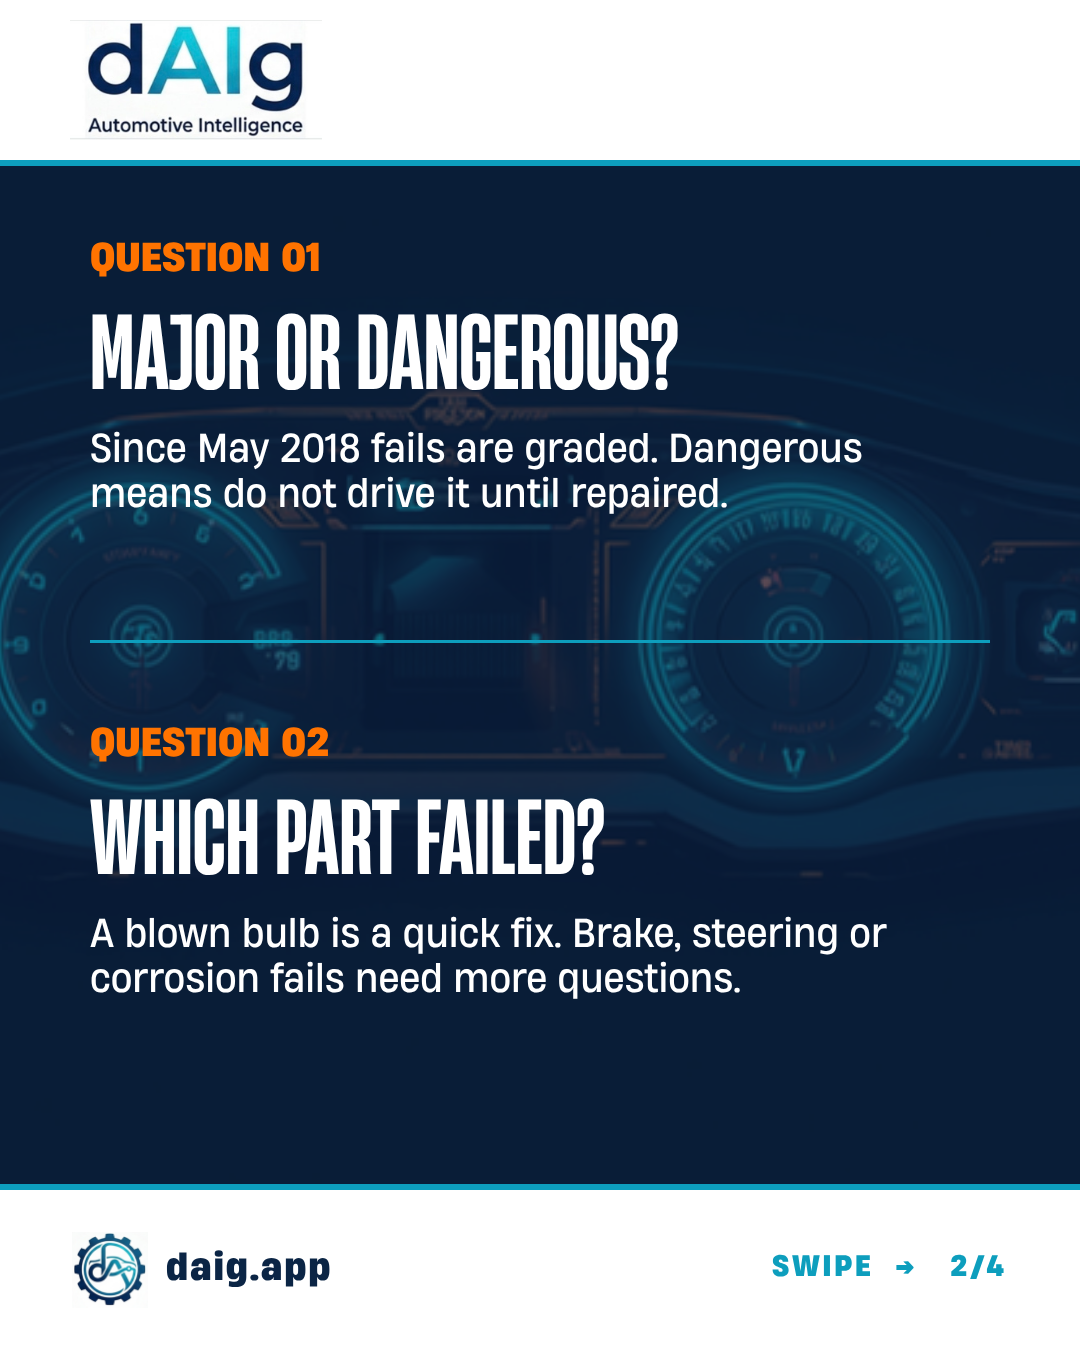 dAIg
Automotive Intelligence
QUESTION 01
MAJOR OR DANGEROUS?
Since May 2018 fails are graded. Dangerous
means do not drive it until repaired.
QUESTION 02
WHICH PART FAILED?
A blown bulb is a quick fix. Brake, steering or
corrosion fails need more questions.
daig.app
SWIPE → 2/4